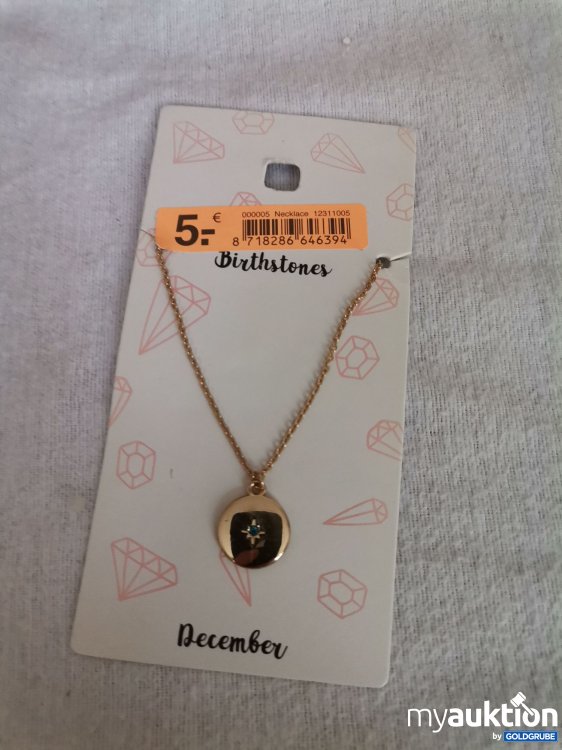 5.- €
000005 Necklace 12311005
8 718286 646394
Birthstones
December
myauktion
by GOLDGRUBE